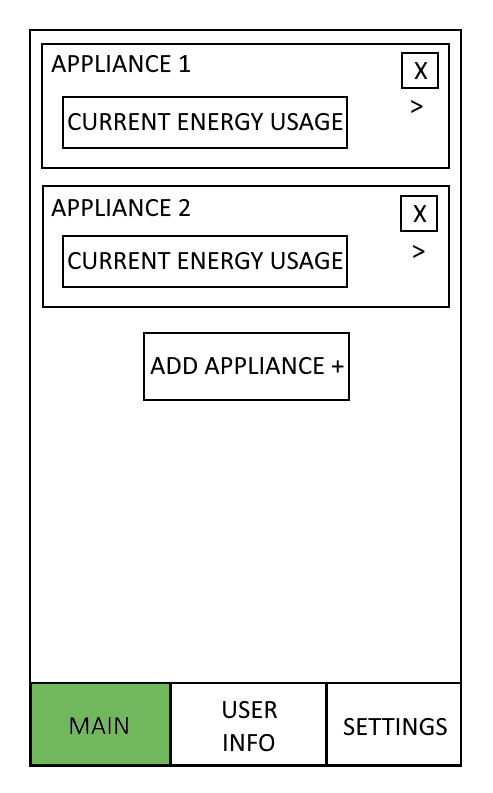 APPLIANCE 1
X
>
CURRENT ENERGY USAGE
APPLIANCE 2
X
>
CURRENT ENERGY USAGE
ADD APPLIANCE +
MAIN
USER
INFO
SETTINGS